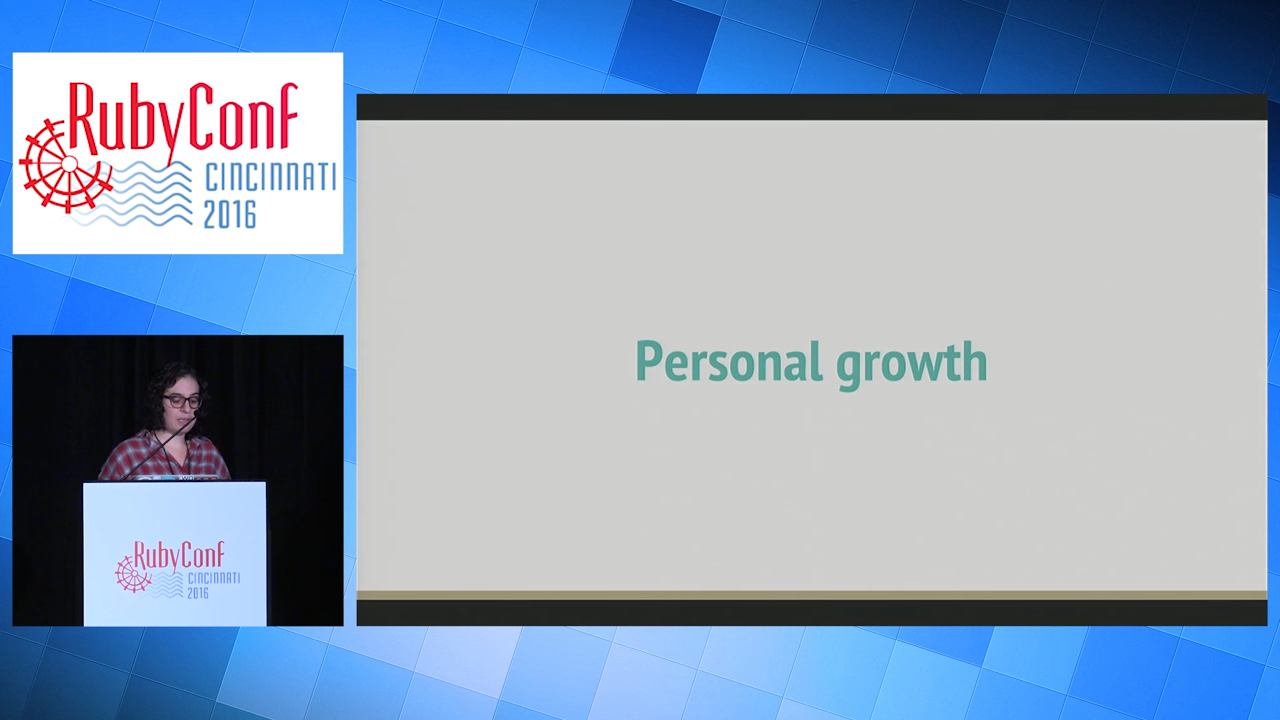 RubyConf
CINCINNATI
2016
Personal growth
RubyConf
CINCINNATI
2016